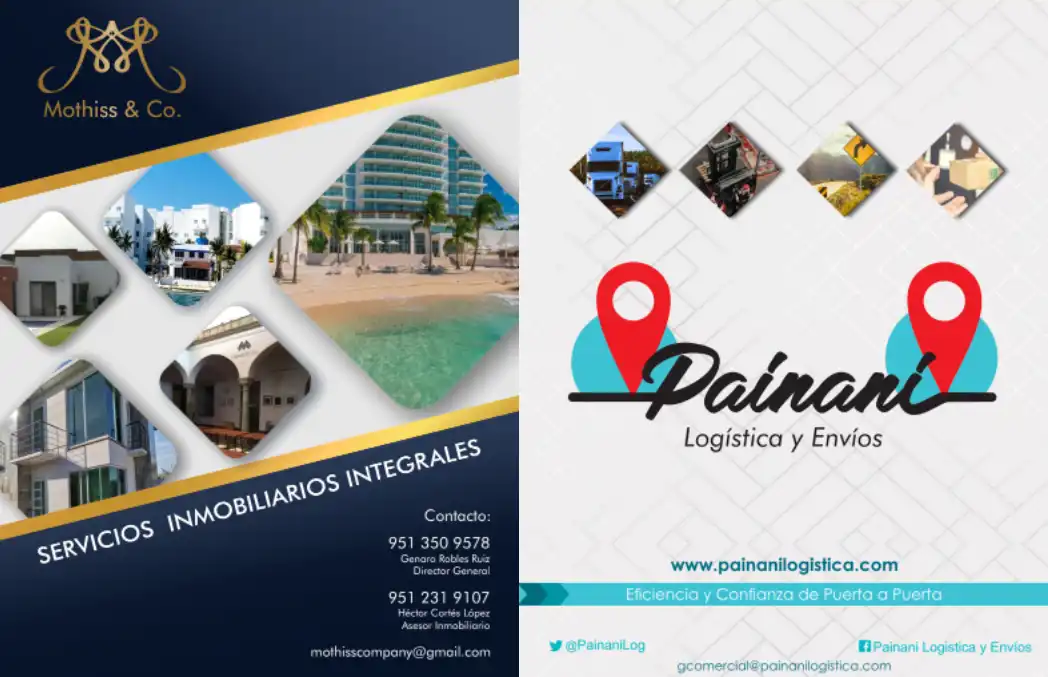 Mothiss & Co.
SERVICIOS INMOBILIARIOS INTEGRALES
Contacto:
951 350 9578
Genaro Robles Ruiz
Director General
951 231 9107
Héctor Cortés López
Asesor Inmobiliario
mothisscompany@gmail.com
Painani
Logística y Envíos
www.painanilogistica.com
Eficiencia y Confianza de Puerta a Puerta
@PainaniLog
Painani Logistica y Envíos
gcomercial@painanilogistica.com